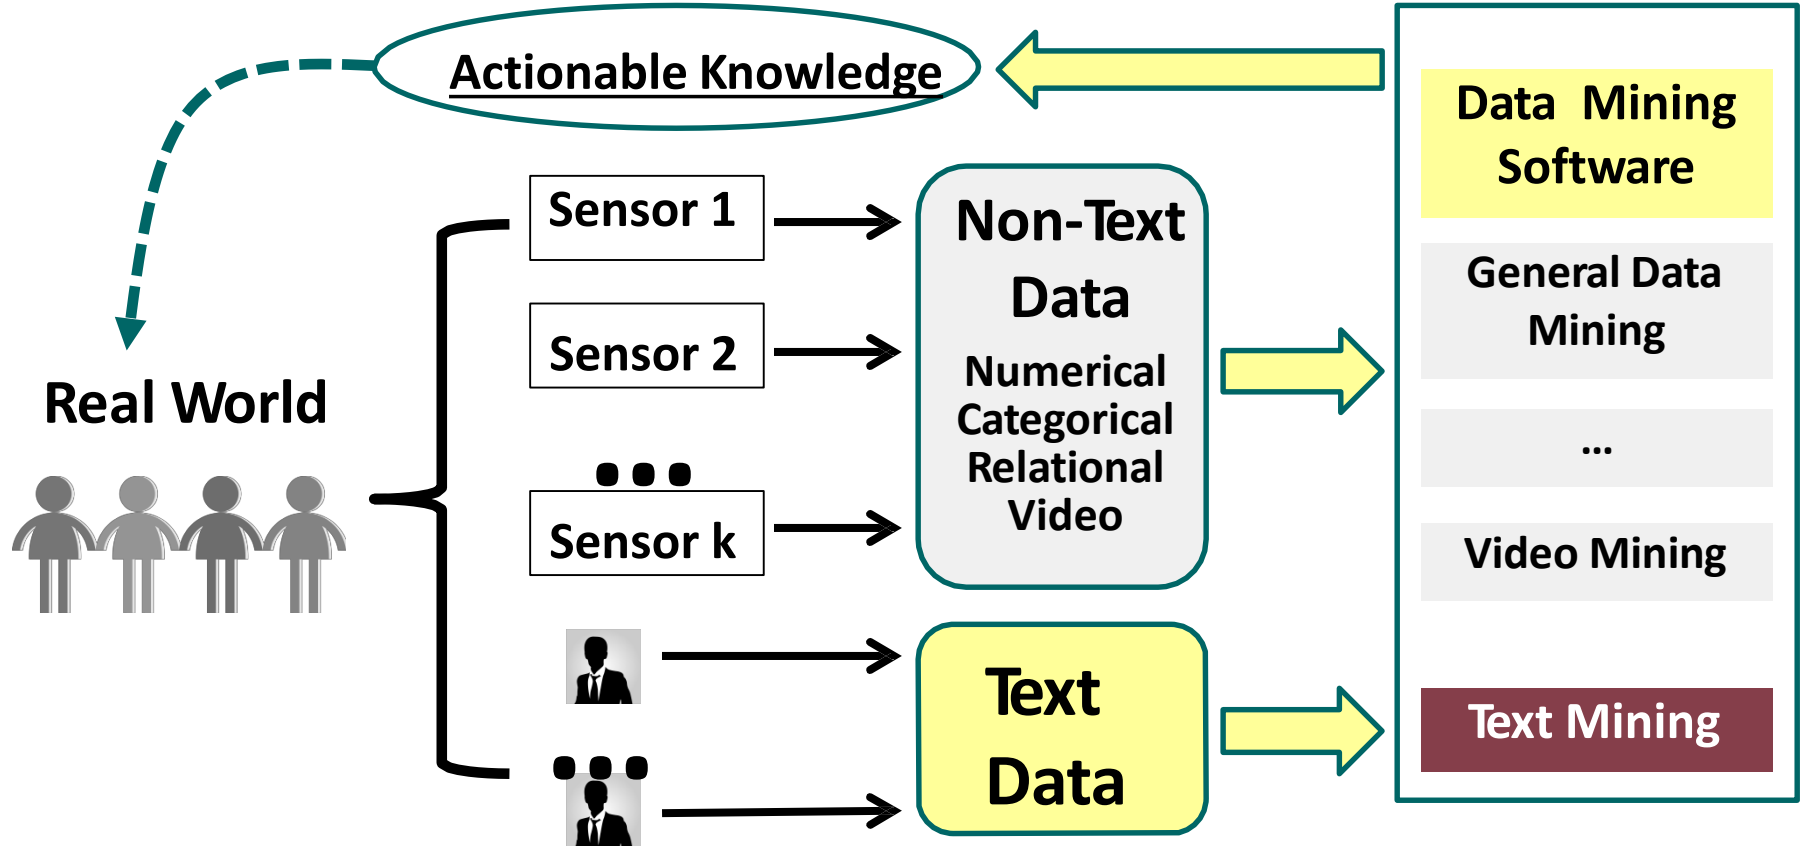 Actionable Knowledge
Real World
Sensor 1
Sensor 2
Sensor k
Non-Text
Data
Numerical
Categorical
Relational
Video
Text
Data
Data Mining
Software
General Data
Mining
...
Video Mining
Text Mining